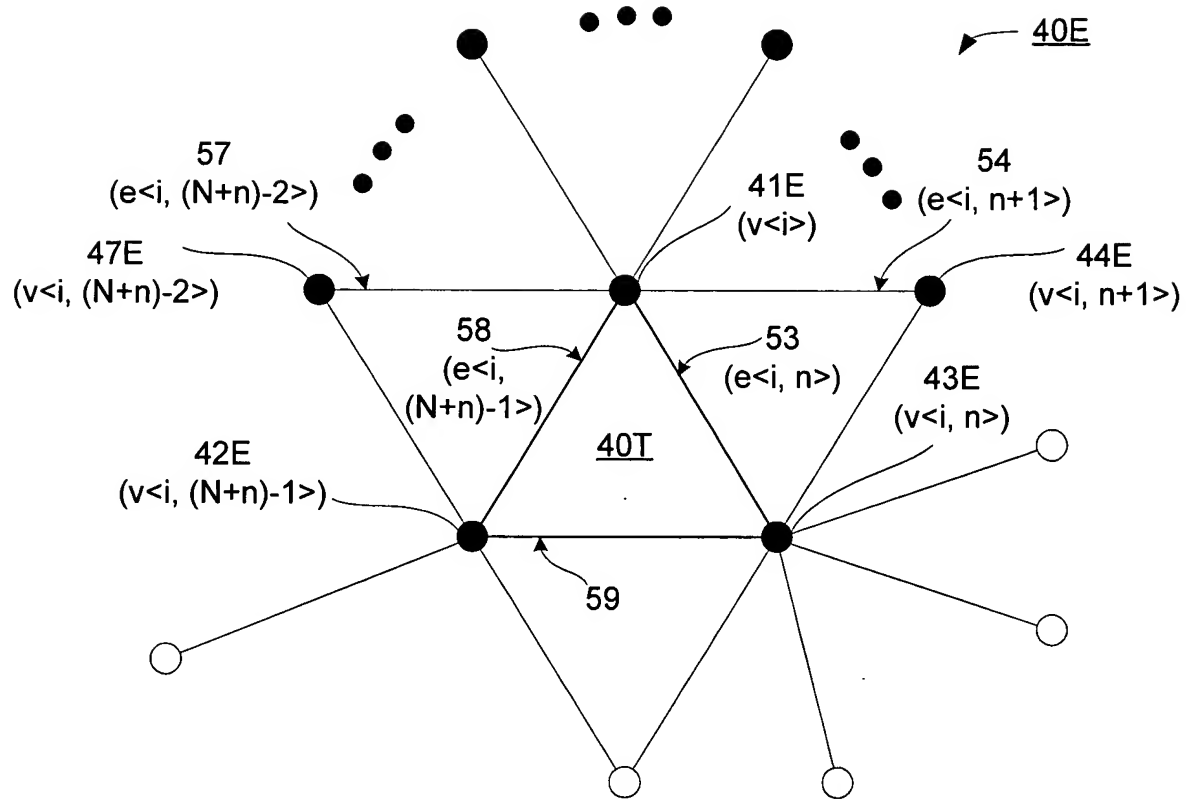 40E
57
(e<i, (N+n)-2>)
54
(e<i, n+1>)
41E
(v<i>)
47E
(v<i, (N+n)-2>)
44E
(v<i, n+1>)
58
(e<i,
(N+n)-1>)
53
(e<i, n>)
43E
(v<i, n>)
40T
42E
(v<i, (N+n)-1>)
59